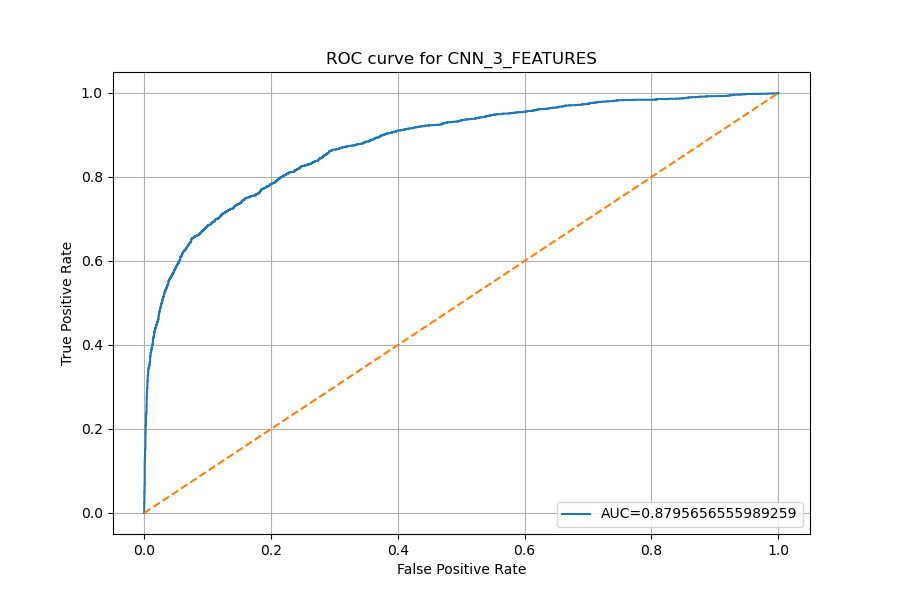 ROC curve for CNN_3_FEATURES
1.0
0.8
0.6
0.4
0.2
0.0
True Positive Rate
AUC=0.8795656555989259
0.0 0.2 0.4 0.6 0.8 1.0
False Positive Rate